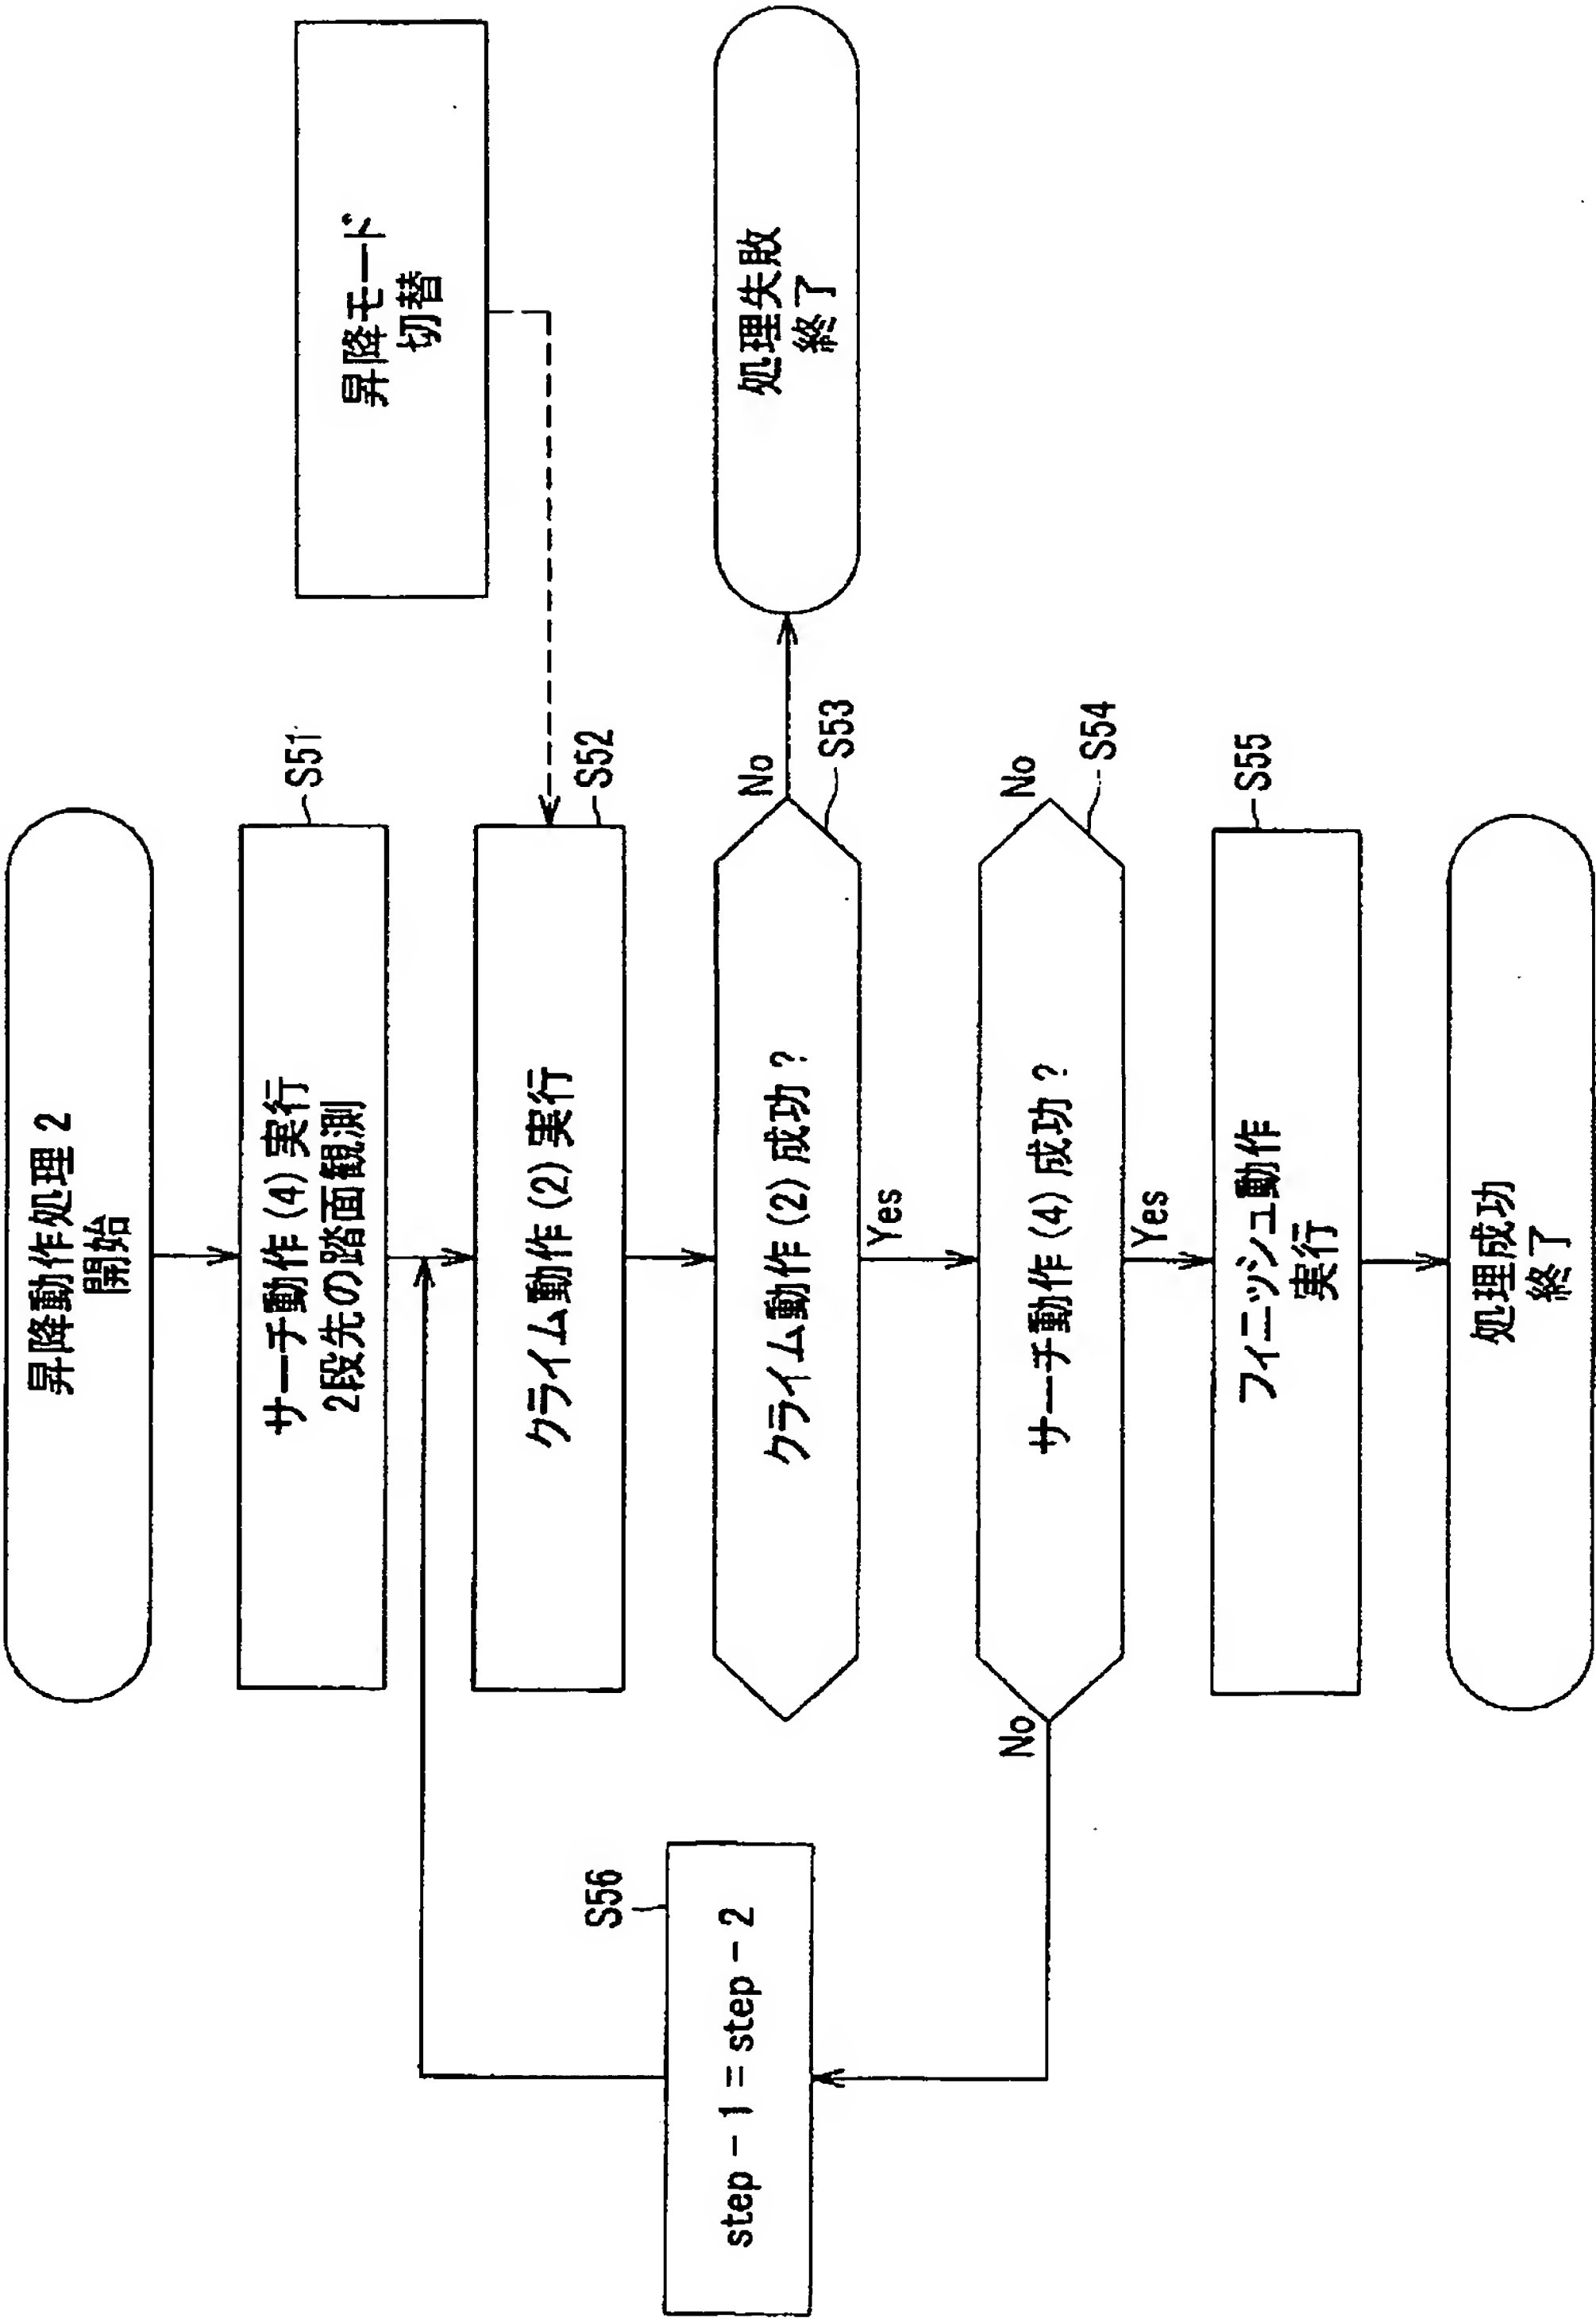 昇降動作処理2
開始
サーチ動作(4)実行
2段先の踏面観測
S51
昇降モード
切替
クライム動作(2)実行
S52
クライム動作(2)成功?
S53
No
処理失敗
終了
Yes
サーチ動作(4)成功?
S54
No
No
Yes
S56
step-1=step-2
フィニッシュ動作
実行
S55
処理成功
終了